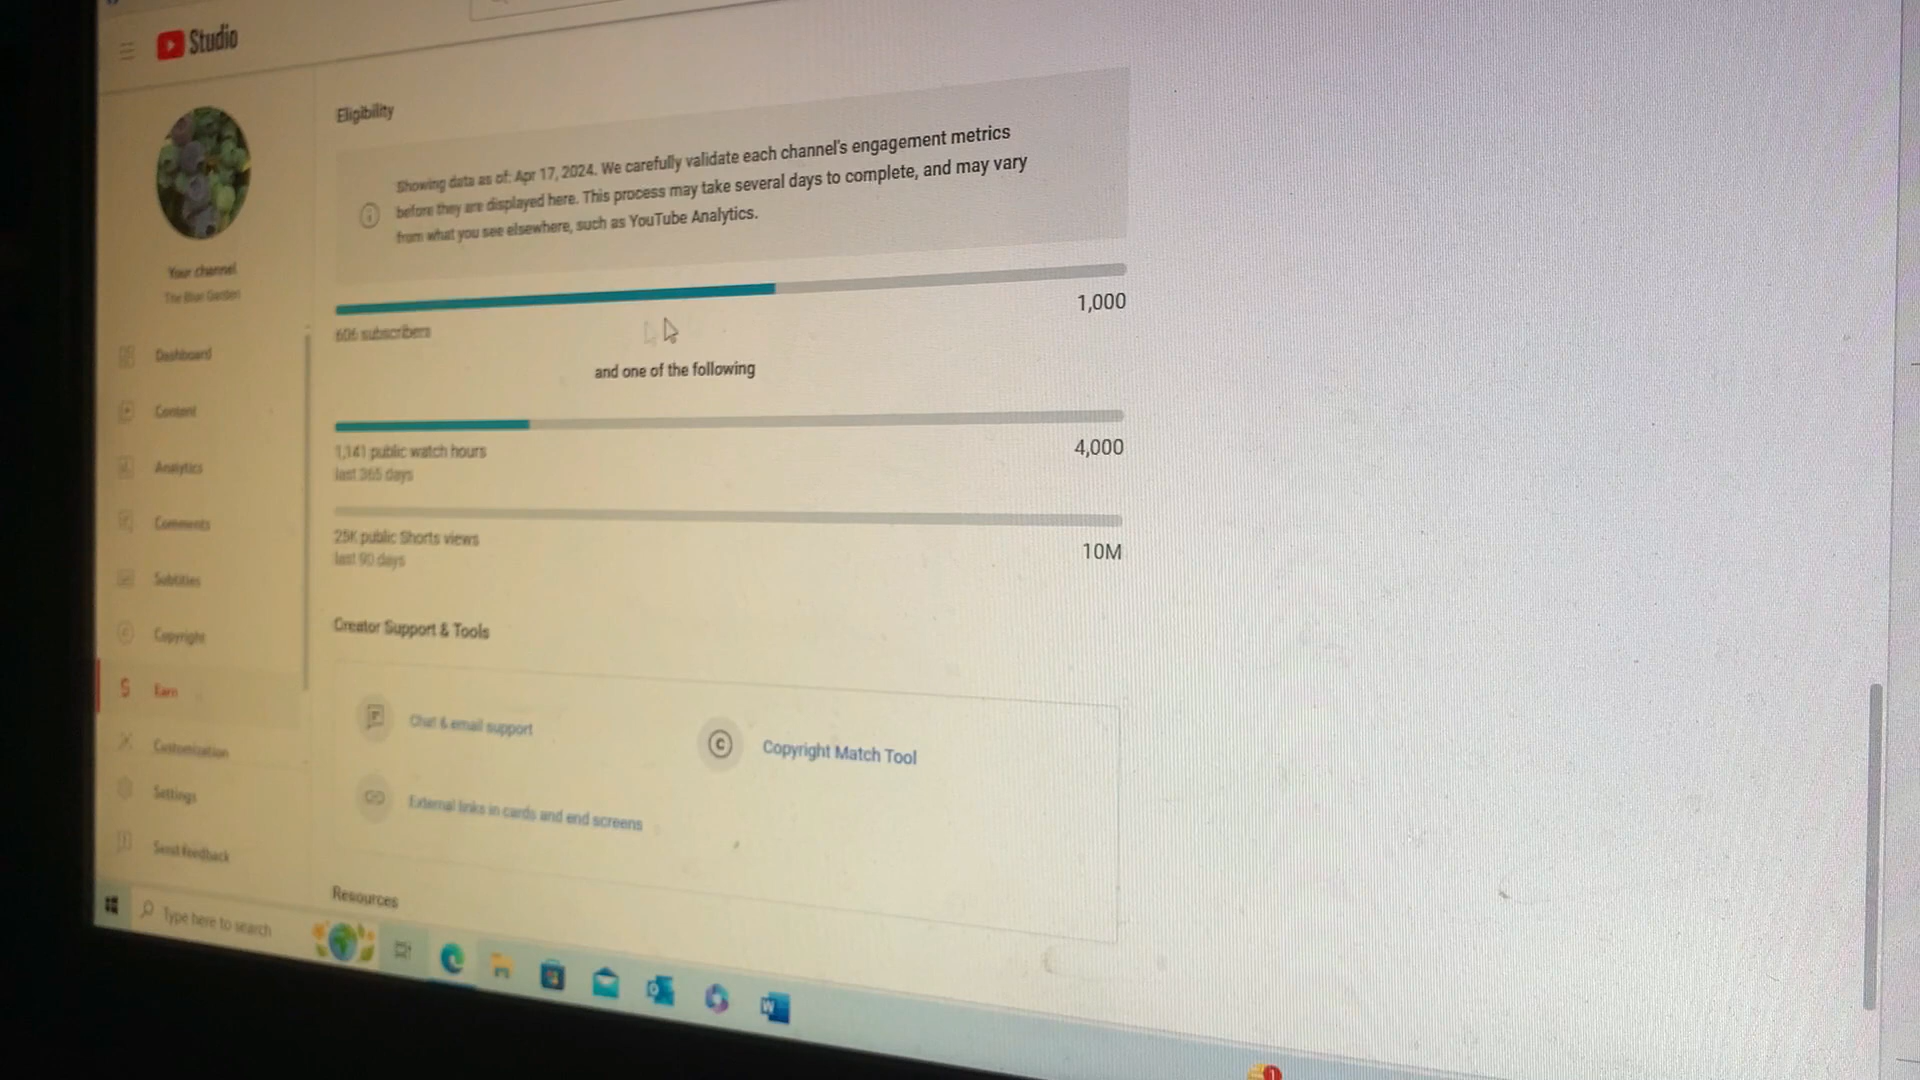 Studio
Eligibility
Showing data as of: Apr 17, 2024. We carefully validate each channel's engagement metrics
before they are displayed here. This process may take several days to complete, and may vary
from what you see elsewhere, such as YouTube Analytics.
Your channel
The Blue Garden
1,000
606 subscribers
and one of the following
Dashboard
Content
Analytics
Comments
Subtitles
Copyright
Earn
Customization
Settings
Send feedback
1,141 public watch hours
last 365 days
4,000
25K public Shorts views
last 90 days
10M
Creator Support & Tools
Chat & email support
Copyright Match Tool
External links in cards and end screens
Resources
Type here to search
1